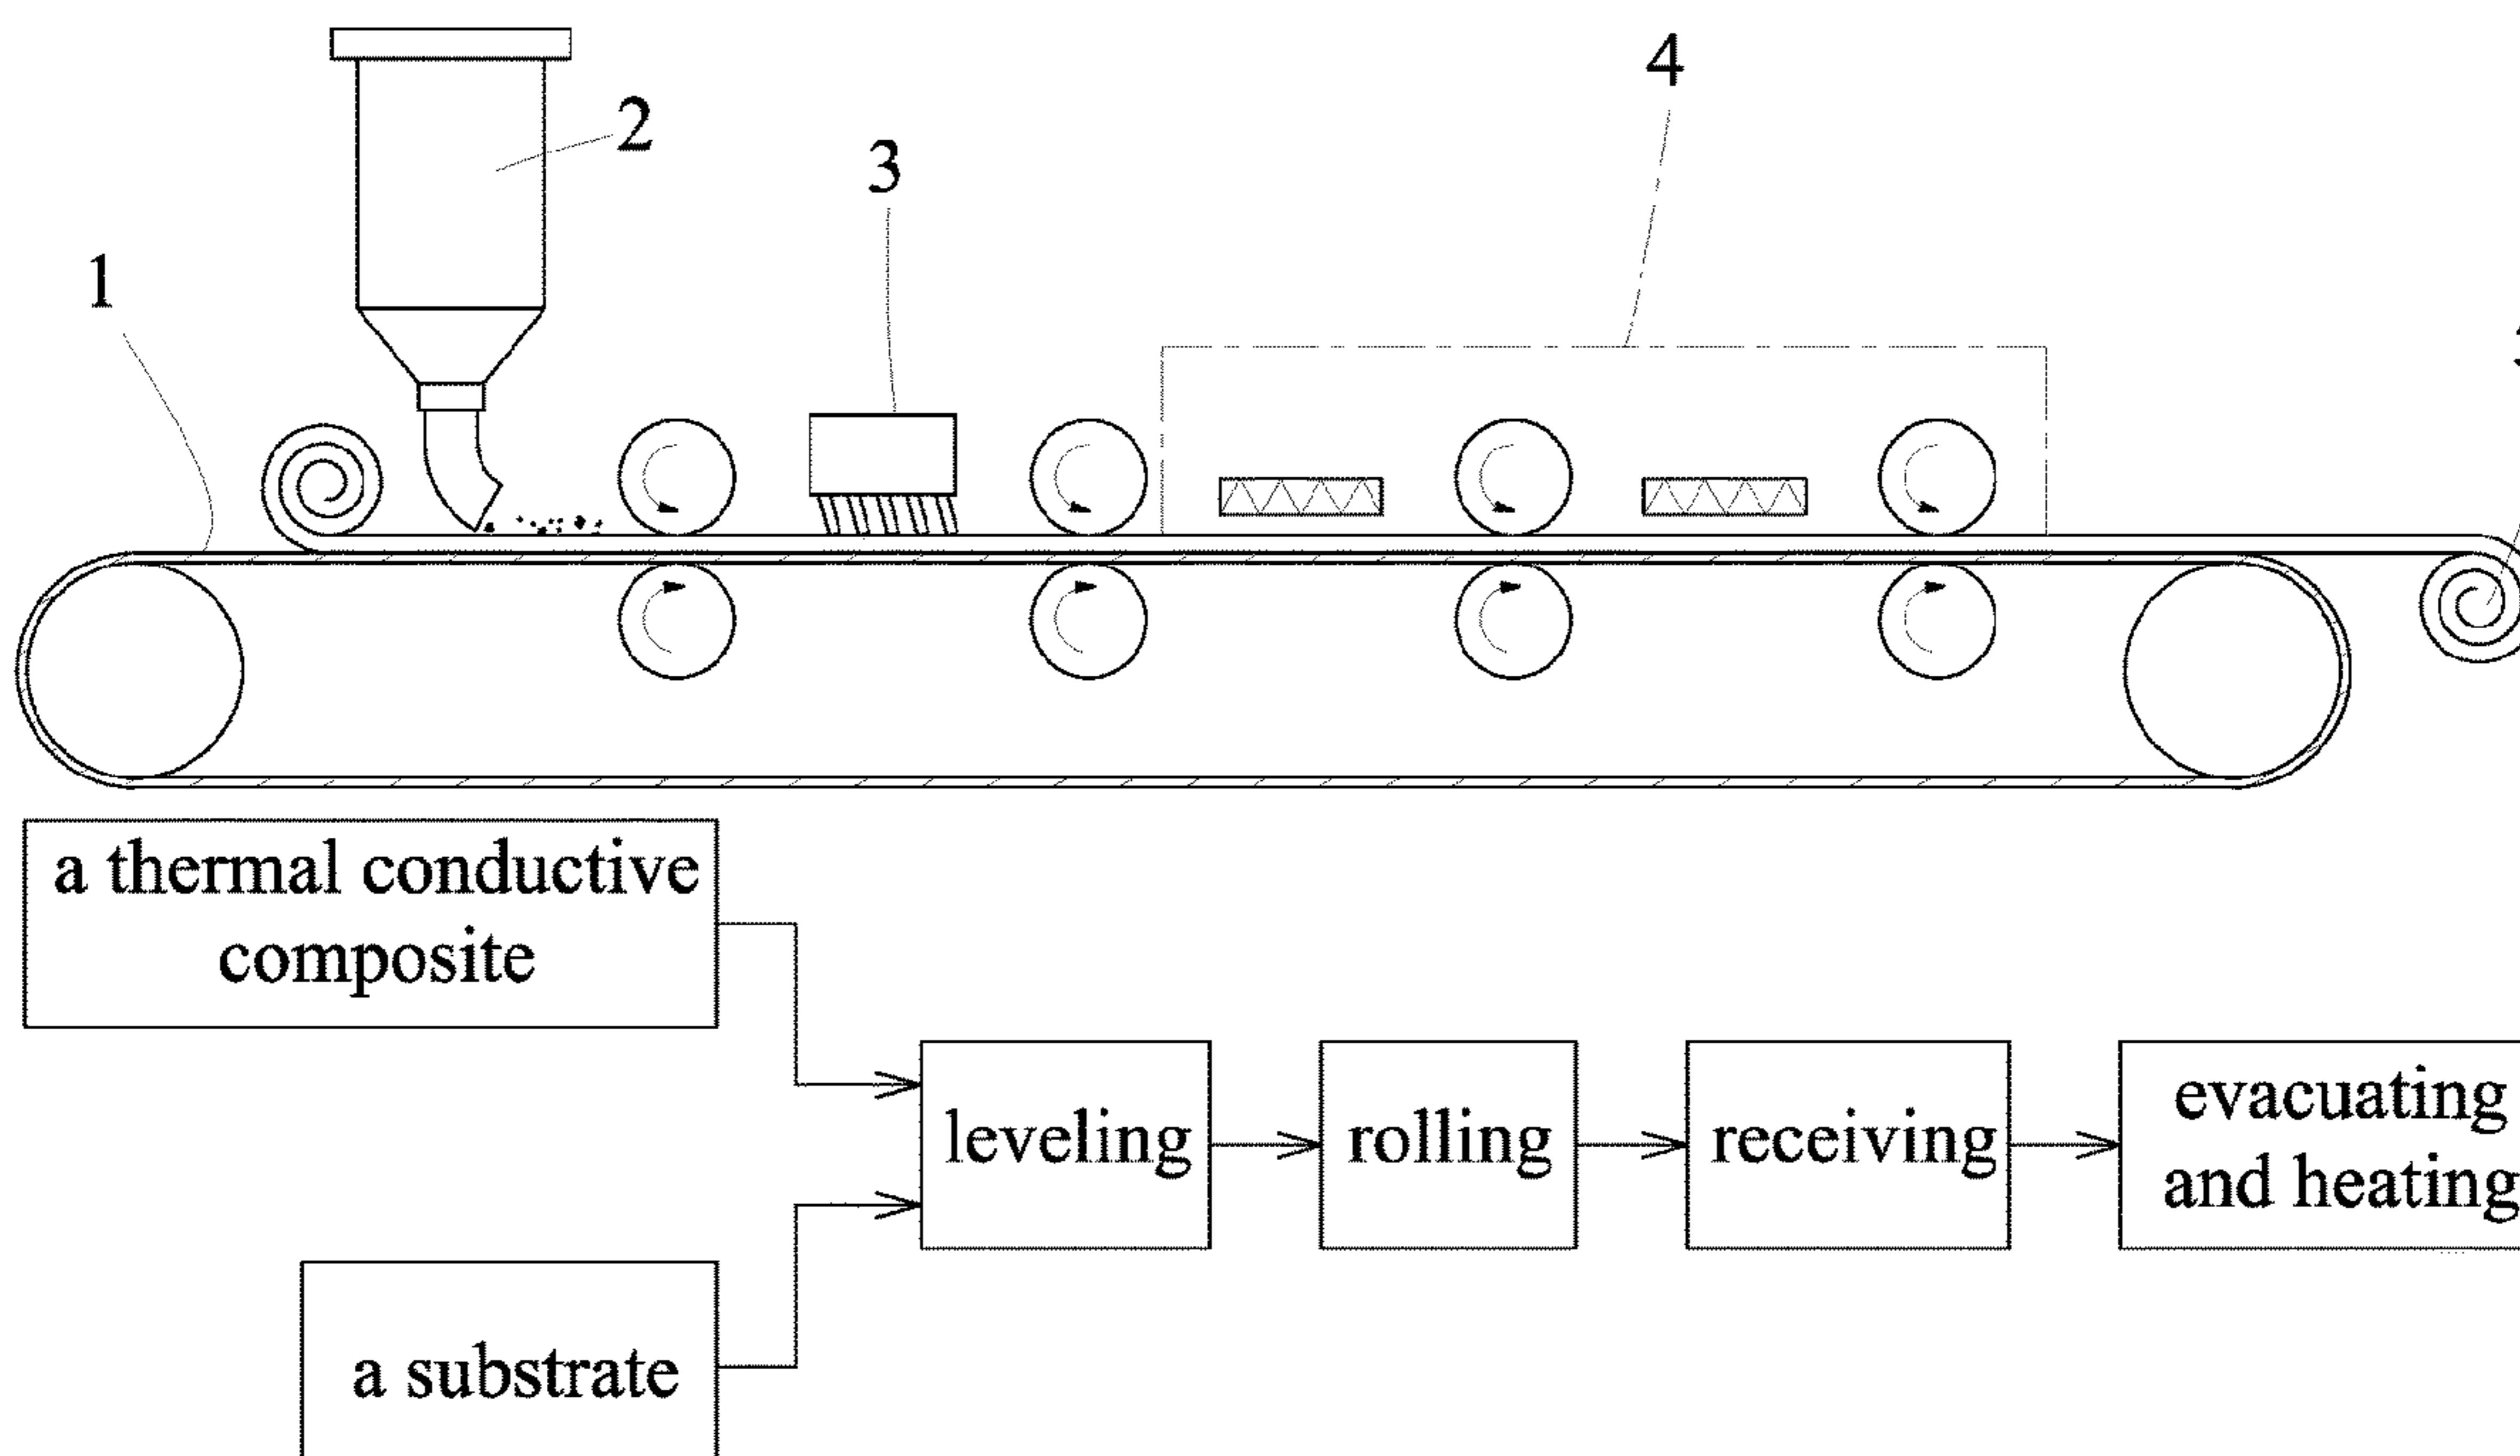 4
2
3
1
a thermal conductive
composite
leveling
rolling
receiving
evacuating
and heating
a substrate